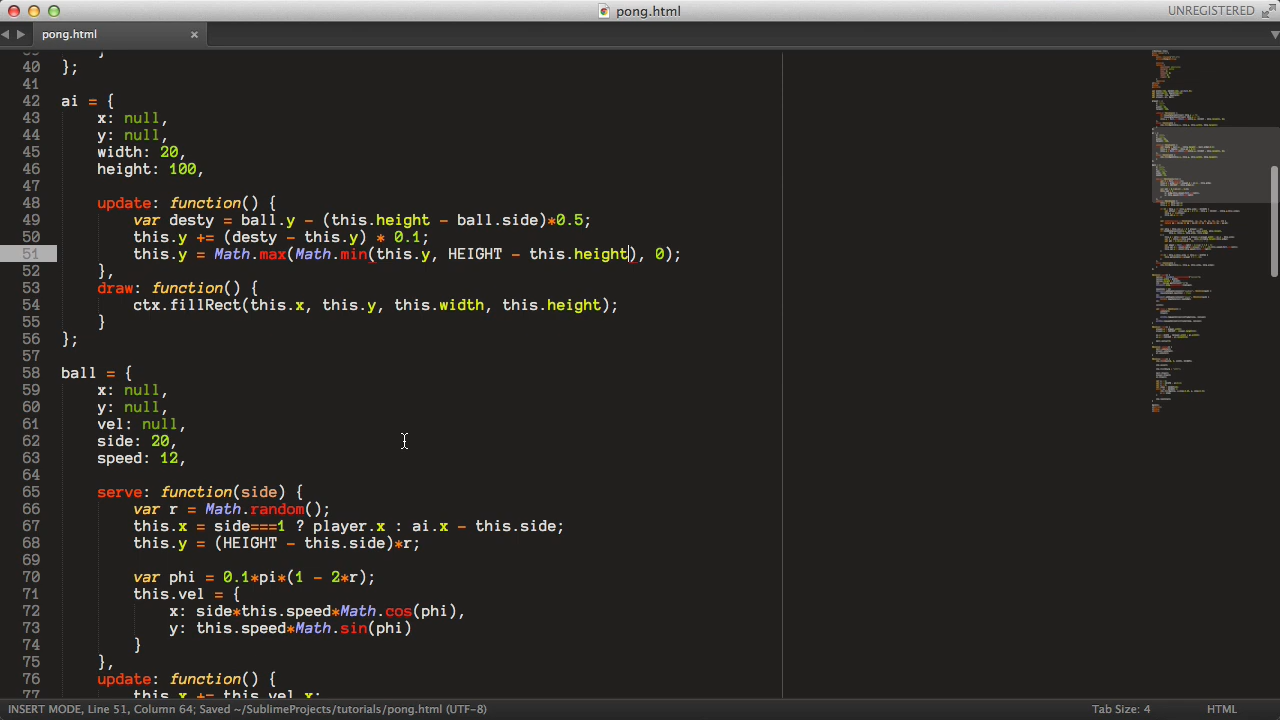 pong.html
UNREGISTERED
pong.html ×
40 };
41
42 ai = {
43 x: null,
44 y: null,
45 width: 20,
46 height: 100,
47
48 update: function() {
49 var desty = ball.y - (this.height - ball.side)*0.5;
50 this.y += (desty - this.y) * 0.1;
51 this.y = Math.max(Math.min(this.y, HEIGHT - this.height), 0);
52 },
53 draw: function() {
54 ctx.fillRect(this.x, this.y, this.width, this.height);
55 }
56 };
57
58 ball = {
59 x: null,
60 y: null,
61 vel: null,
62 side: 20,
63 speed: 12,
64
65 serve: function(side) {
66 var r = Math.random();
67 this.x = side===1 ? player.x : ai.x - this.side;
68 this.y = (HEIGHT - this.side)*r;
69
70 var phi = 0.1*pi*(1 - 2*r);
71 this.vel = {
72 x: side*this.speed*Math.cos(phi),
73 y: this.speed*Math.sin(phi)
74 }
75 },
76 update: function() {
77 this.x += this.vel.x;
INSERT MODE, Line 51, Column 64; Saved ~/SublimeProjects/tutorials/pong.html (UTF-8)
Tab Size: 4
HTML